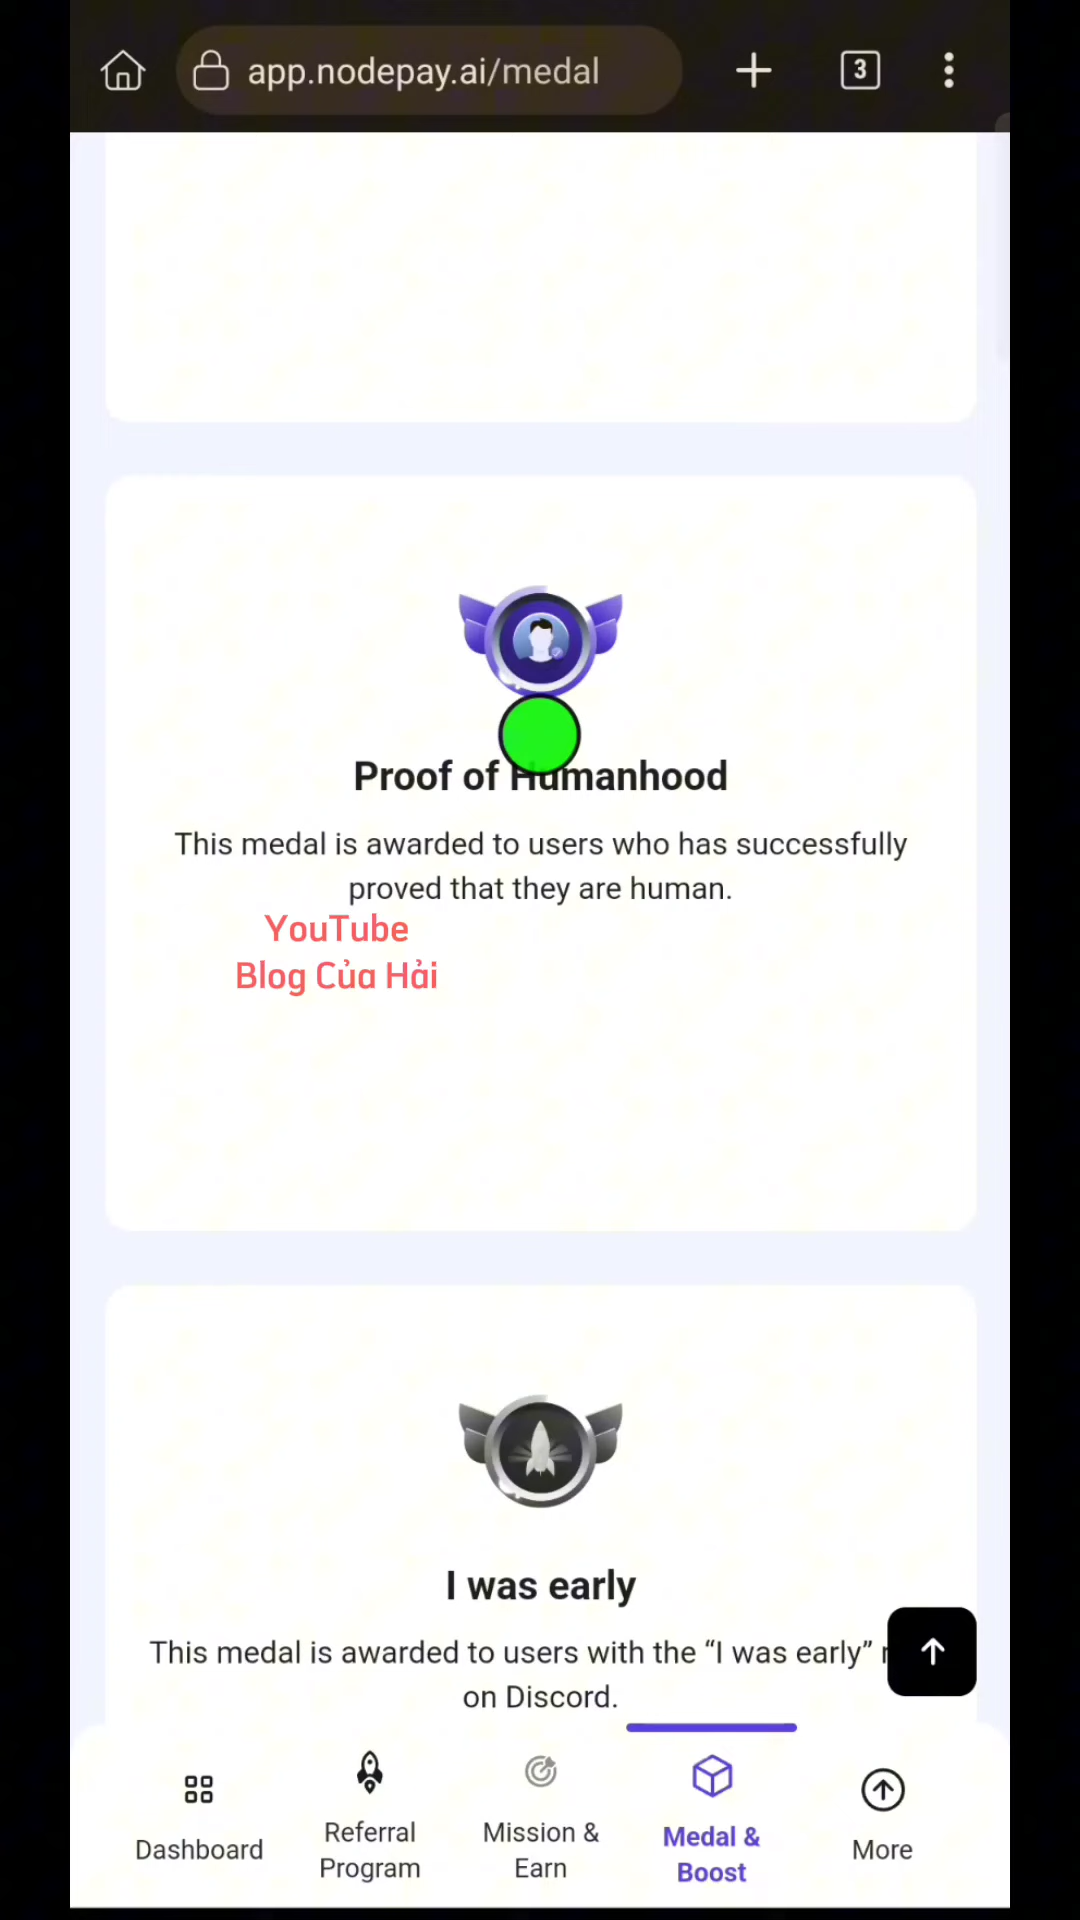 app.nodepay.ai/medal
3
Proof of Humanhood
This medal is awarded to users who has successfully
proved that they are human.
YouTube
Blog Của Hải
I was early
This medal is awarded to users with the “I was early”
on Discord.
Dashboard
Referral
Program
Mission &
Earn
Medal &
Boost
More